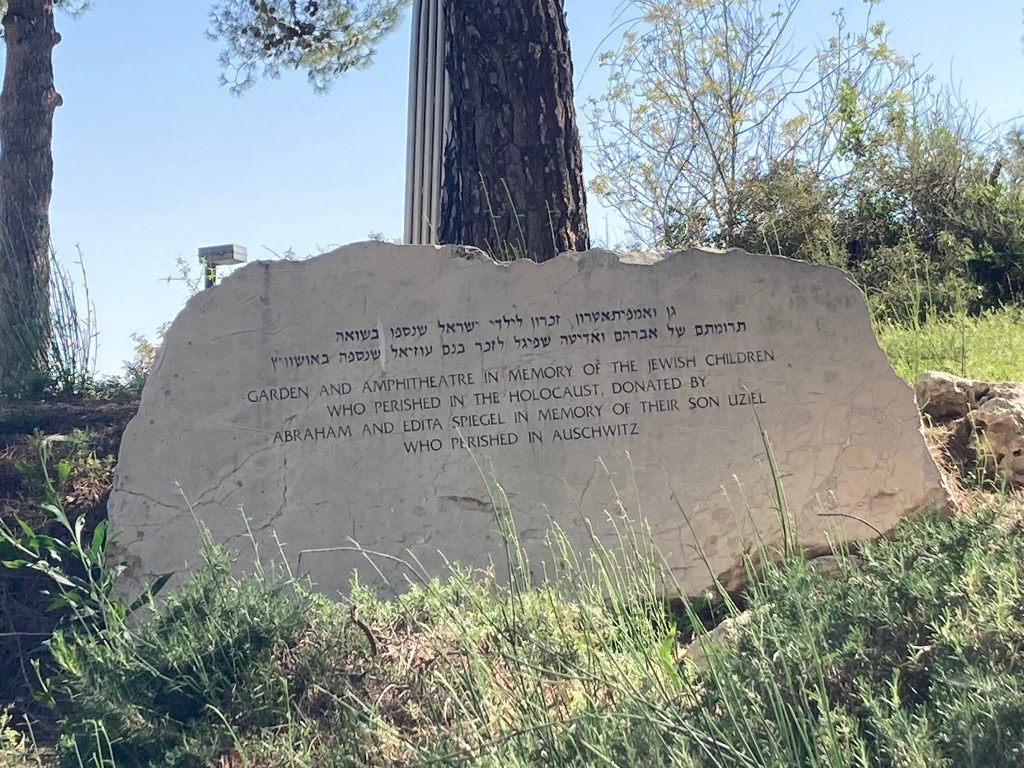 גן ואמפיתאטרון, זכרון לילדי ישראל שנספו בשואה
תרומתם של אברהם ואדיטה שפיגל לזכר בנם עוזיאל שנספה באושוויץ
GARDEN AND AMPHITHEATRE IN MEMORY OF THE JEWISH CHILDREN
WHO PERISHED IN THE HOLOCAUST, DONATED BY
ABRAHAM AND EDITA SPIEGEL IN MEMORY OF THEIR SON UZIEL
WHO PERISHED IN AUSCHWITZ